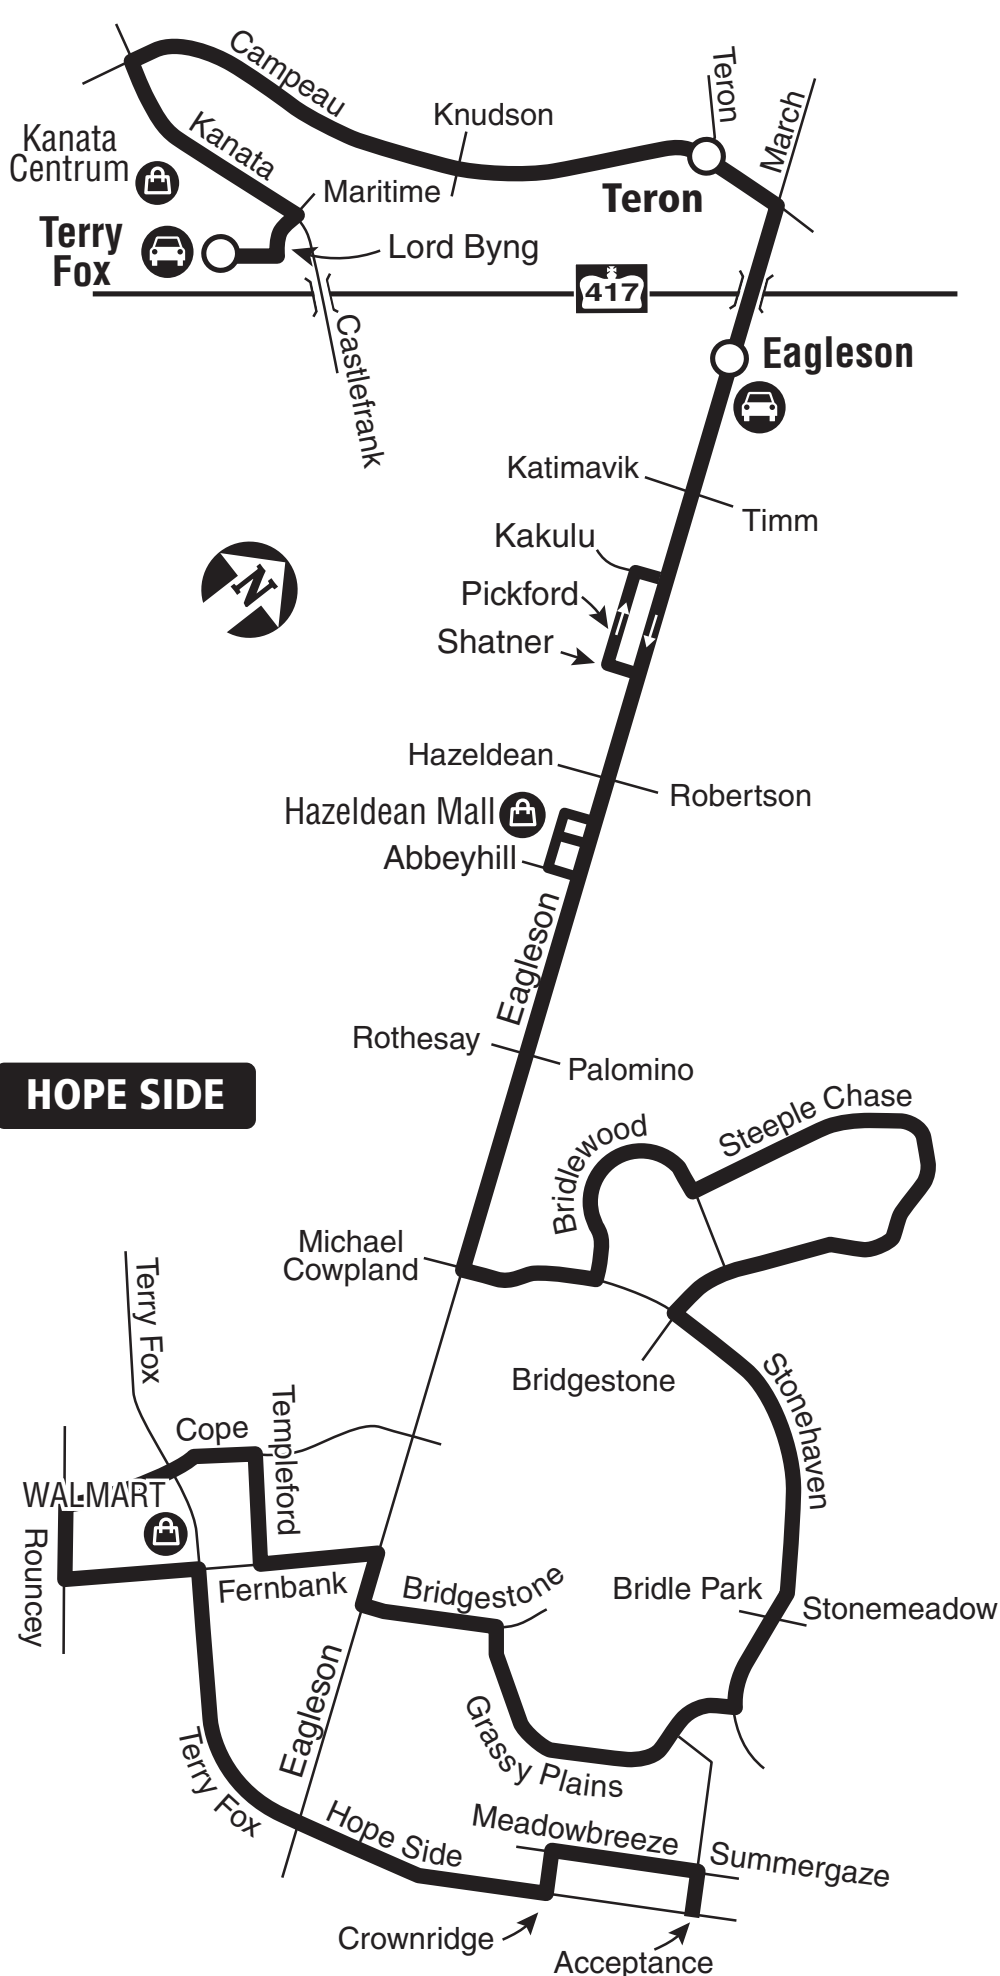 Campeau
Teron
March
Knudson
Kanata
Kanata
Centrum
Maritime
Teron
Terry
Fox
Lord Byng
417
Castlefrank
Eagleson
Katimavik
Timm
Kakulu
Pickford
Shatner
N
Hazeldean
Robertson
Hazeldean Mall
Abbeyhill
Eagleson
Rothesay
Palomino
HOPE SIDE
Steeple Chase
Bridlewood
Michael
Cowpland
Terry Fox
Bridgestone
Stonehaven
Cope
Templeford
WALMART
Rouncey
Fernbank
Bridgestone
Bridle Park
Stonemeadow
Eagleson
Grassy Plains
Terry Fox
Hope Side
Meadowbreeze
Summergaze
Crownridge
Acceptance